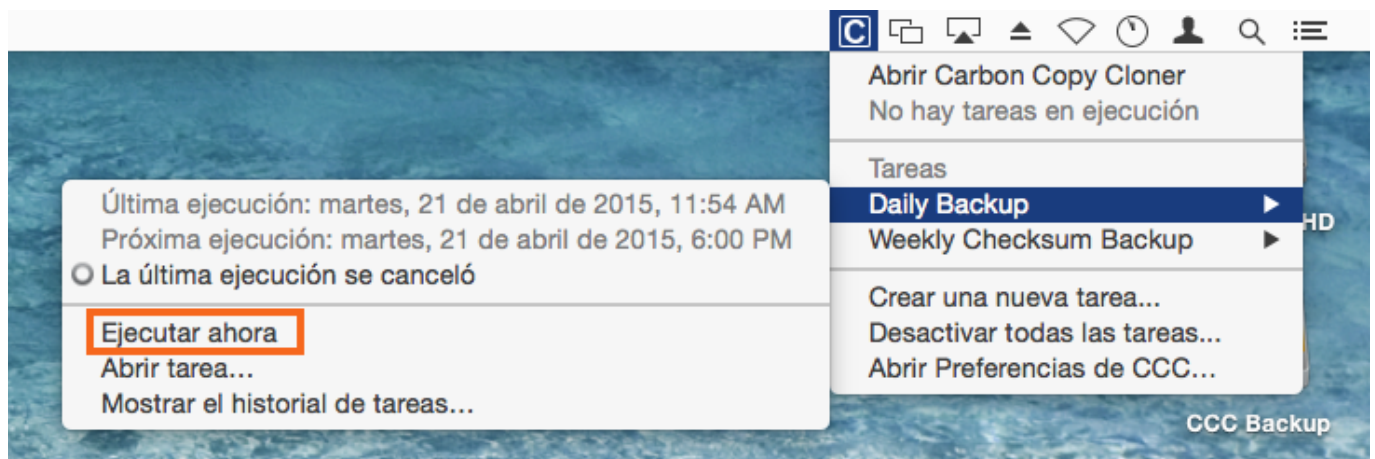 C
Abrir Carbon Copy Cloner
No hay tareas en ejecución
Tareas
Daily Backup
Weekly Checksum Backup
Crear una nueva tarea...
Desactivar todas las tareas...
Abrir Preferencias de CCC...
Última ejecución: martes, 21 de abril de 2015, 11:54 AM
Próxima ejecución: martes, 21 de abril de 2015, 6:00 PM
La última ejecución se canceló
Ejecutar ahora
Abrir tarea...
Mostrar el historial de tareas...
HD
CCC Backup